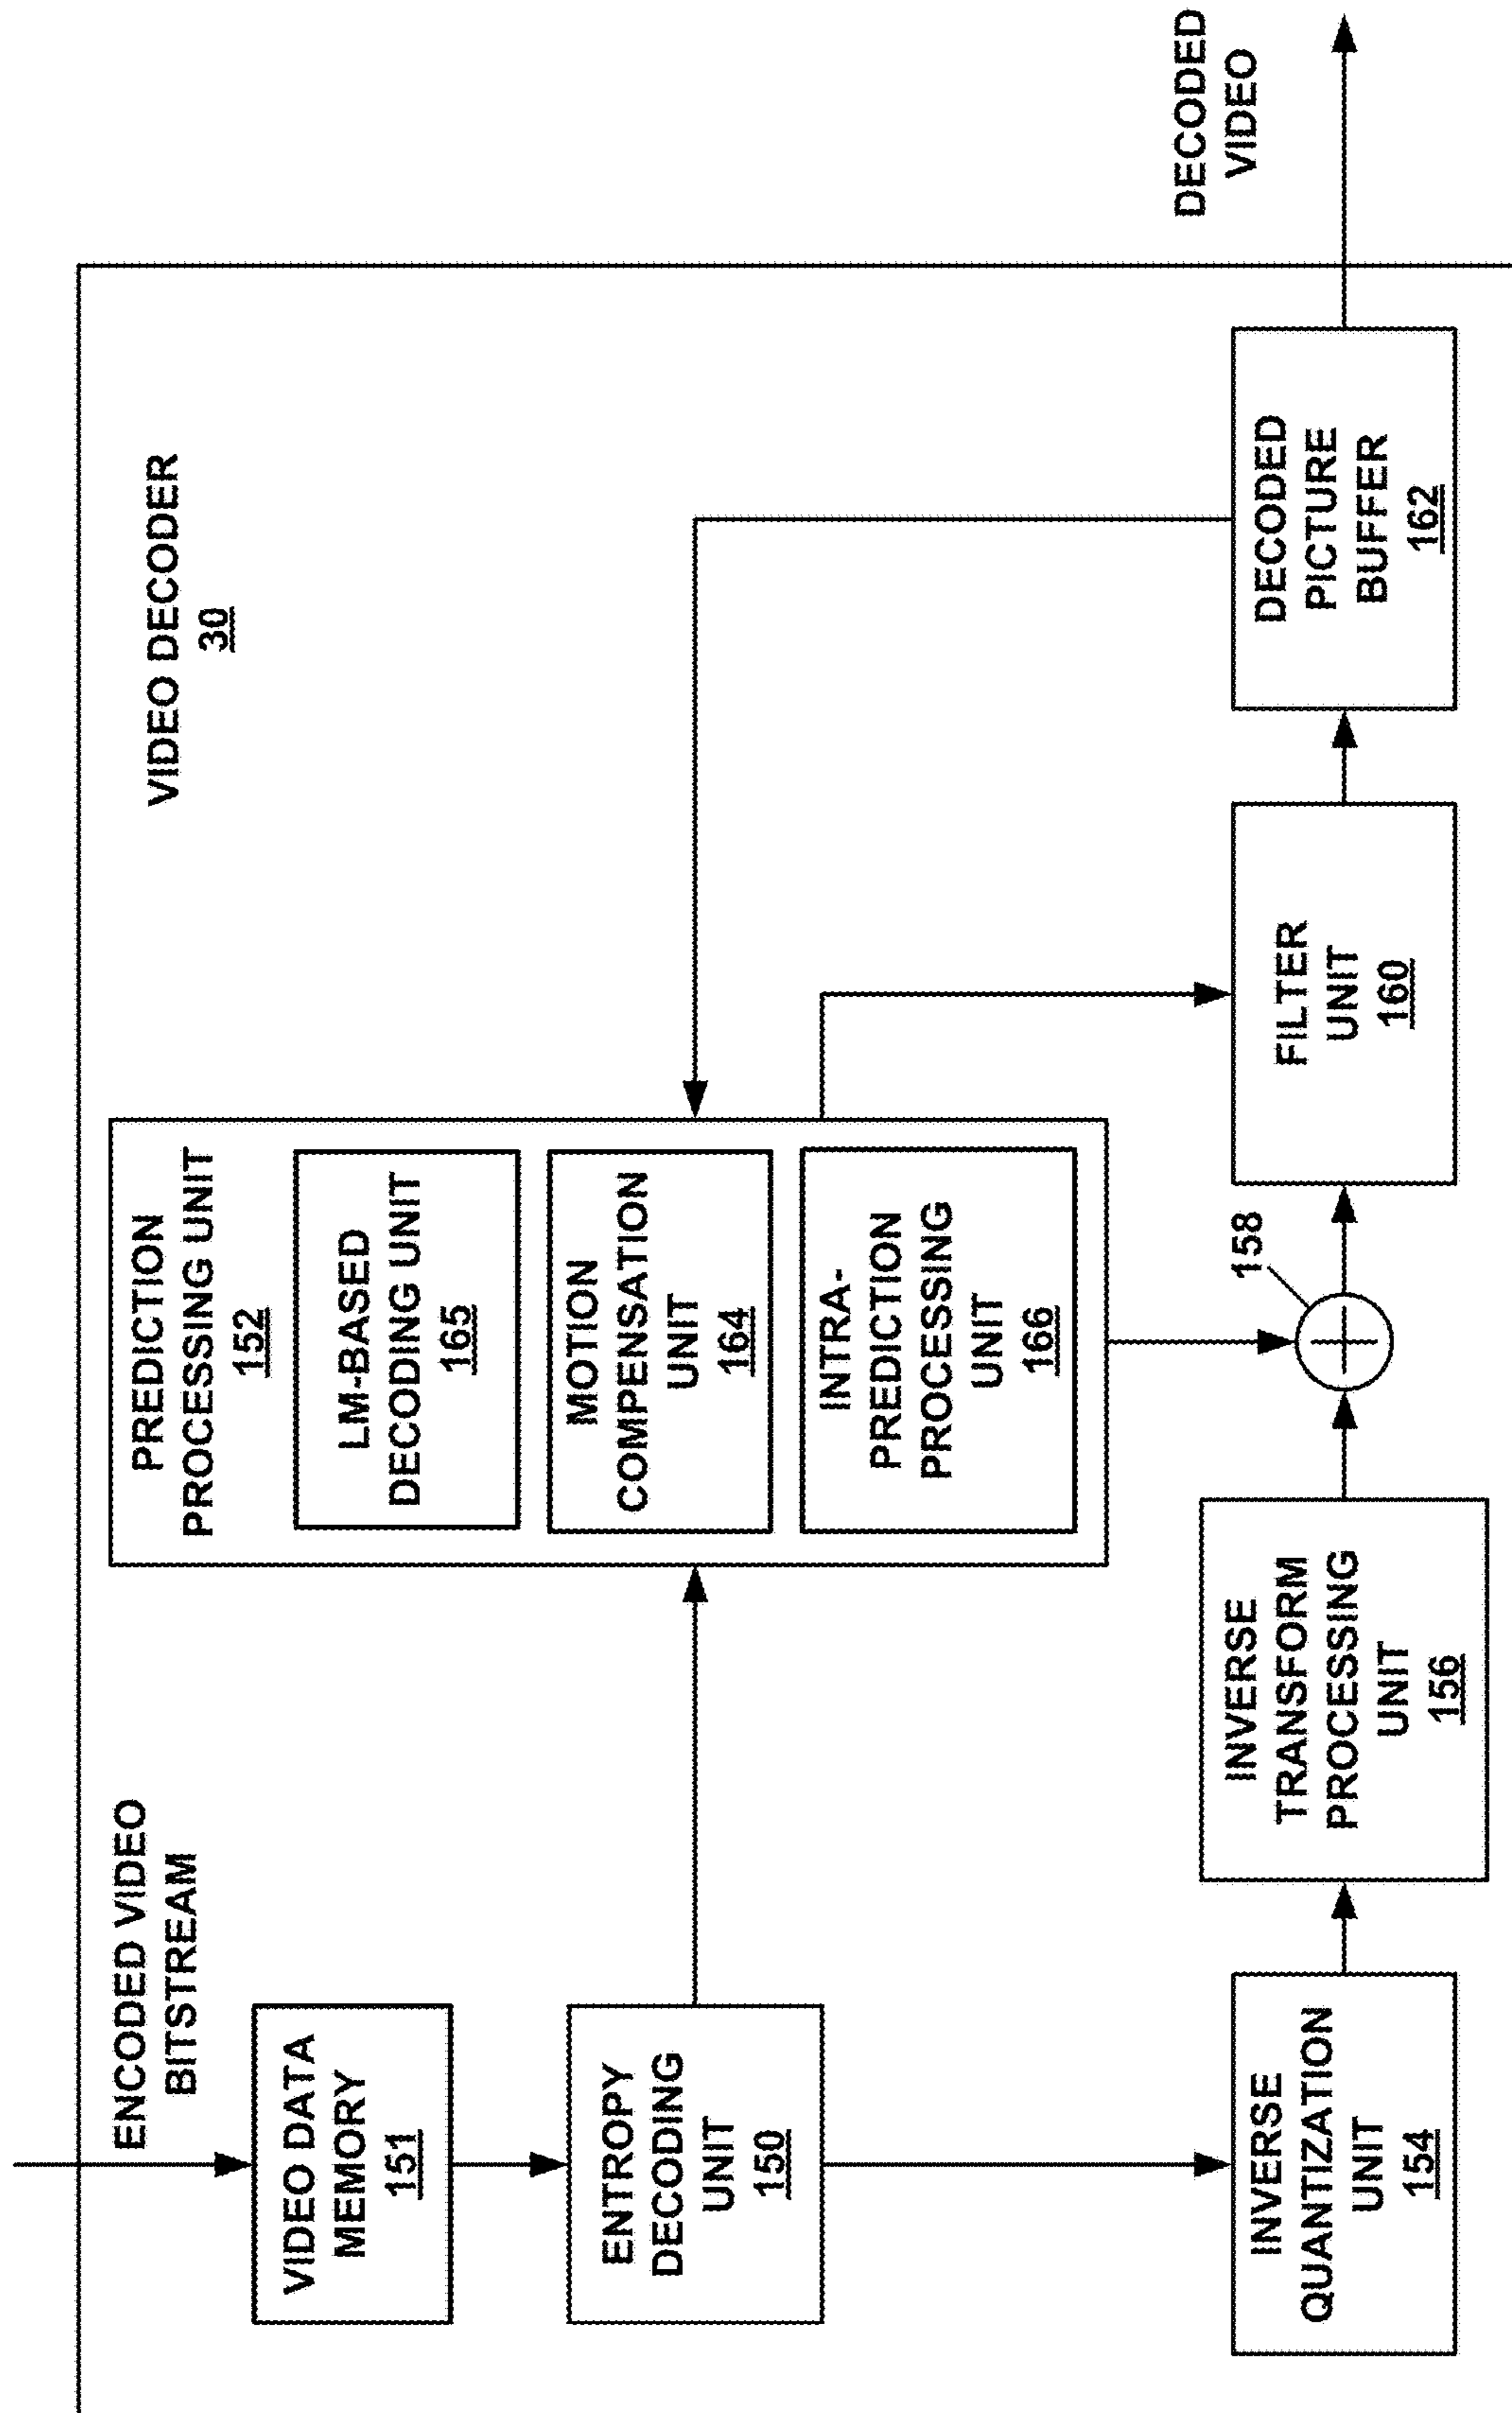 VIDEO DECODER
30
ENCODED VIDEO
BITSTREAM
VIDEO DATA
MEMORY
151
ENTROPY
DECODING
UNIT
150
PREDICTION
PROCESSING UNIT
152
LM-BASED
DECODING UNIT
165
MOTION
COMPENSATION
UNIT
164
INTRA-
PREDICTION
PROCESSING
UNIT
166
INVERSE
QUANTIZATION
UNIT
154
INVERSE
TRANSFORM
PROCESSING
UNIT
156
158
FILTER
UNIT
160
DECODED
PICTURE
BUFFER
162
DECODED
VIDEO